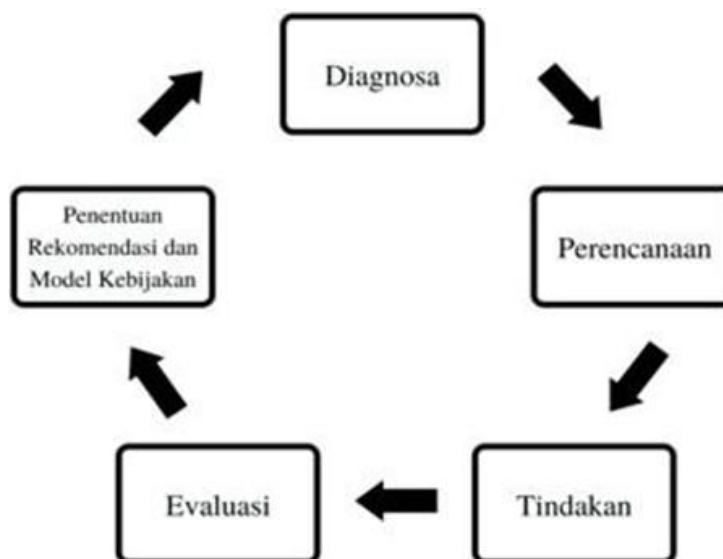 Diagnosa
Perencanaan
Tindakan
Evaluasi
Penentuan
Rekomendasi dan
Model Kebijakan